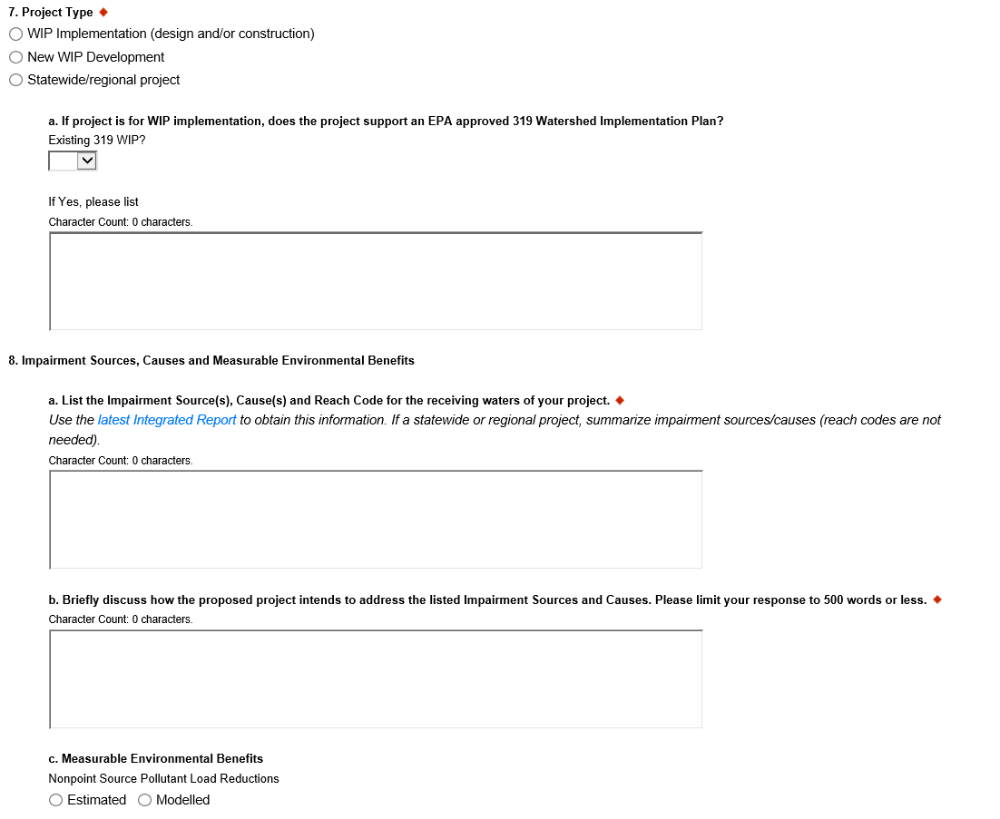 7. Project Type
WIP Implementation (design and/or construction)
New WIP Development
Statewide/regional project
a. If project is for WIP implementation, does the project support an EPA approved 319 Watershed Implementation Plan?
Existing 319 WIP?
If Yes, please list
Character Count: 0 characters.
8. Impairment Sources, Causes and Measurable Environmental Benefits
a. List the Impairment Source(s), Cause(s) and Reach Code for the receiving waters of your project.
Use the latest Integrated Report to obtain this information. If a statewide or regional project, summarize impairment sources/causes (reach codes are not
needed).
Character Count: 0 characters.
b. Briefly discuss how the proposed project intends to address the listed Impairment Sources and Causes. Please limit your response to 500 words or less.
Character Count: 0 characters.
c. Measurable Environmental Benefits
Nonpoint Source Pollutant Load Reductions
Estimated Modelled